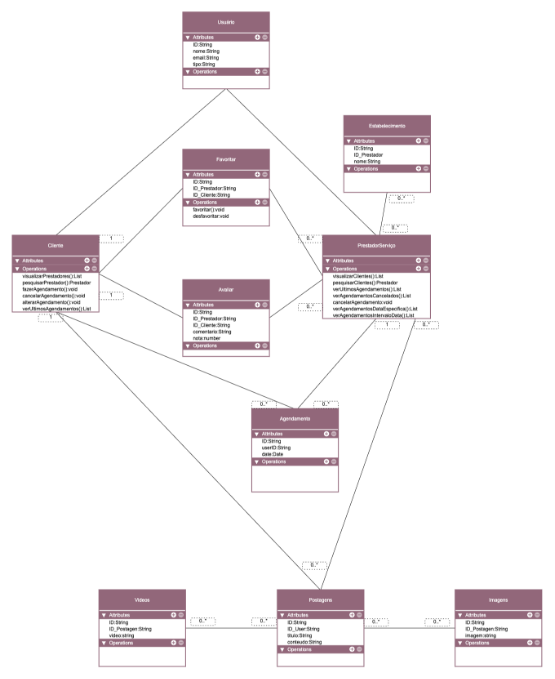 Usuario
Attributes
ID:String
nome:String
email:String
tipo:String
Operations
Estabelecimento
Attributes
ID:String
ID_Prestador
nome:String
Operations
Favoritar
Attributes
ID:String
ID_Prestador:String
ID_Cliente:String
Operations
favoritar():void
desfavoritar:void
Cliente
Attributes
Operations
visualizarPrestadores():List
pesquisarPrestador():Prestador
fazerAgendamento():void
cancelarAgendamento():void
alterarAgendamento():void
verUltimosAgendamentos():List
PrestadorServiço
Attributes
Operations
visualizarClientes():List
pesquisarClientes():Prestador
verUltimosAgendamentos():List
verAgendamentosCancelados():List
cancelarAgendamento:void
verAgendamentosDataEspecifica():List
verAgendamentosIntervaloData():List
Avaliar
Attributes
ID:String
ID_Prestador:String
ID_Cliente:String
comentario:String
nota:number
Operations
1
1
1
0..*
0..*
0..*
1
0..*
0..*
0..*
Agendamento
Attributes
ID:String
userID:String
date:Date
Operations
0..*
Videos
Attributes
ID:String
ID_Postagen:String
video:string
Operations
0..*
0..*
Postagens
Attributes
ID:String
ID_User:String
titulo:String
conteudo:String
Operations
0..*
0..*
Imagens
Attributes
ID:String
ID_Postagen:String
imagem:string
Operations